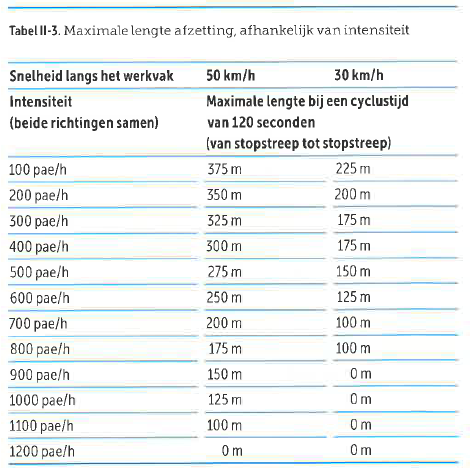 Tabel II-3. Maximale lengte afzetting, afhankelijk van intensiteit
Snelheid langs het werkvak 50 km/h 30 km/h
Intensiteit Maximale lengte bij een cyclustijd
(beide richtingen samen) van 120 seconden
(van stopstreep tot stopstreep)
100 pae/h 375 m 225 m
200 pae/h 350 m 200 m
300 pae/h 325 m 175 m
400 pae/h 300 m 175 m
500 pae/h 275 m 150 m
600 pae/h 250 m 125 m
700 pae/h 200 m 100 m
800 pae/h 175 m 100 m
900 pae/h 150 m 0 m
1000 pae/h 125 m 0 m
1100 pae/h 100 m 0 m
1200 pae/h 0 m 0 m